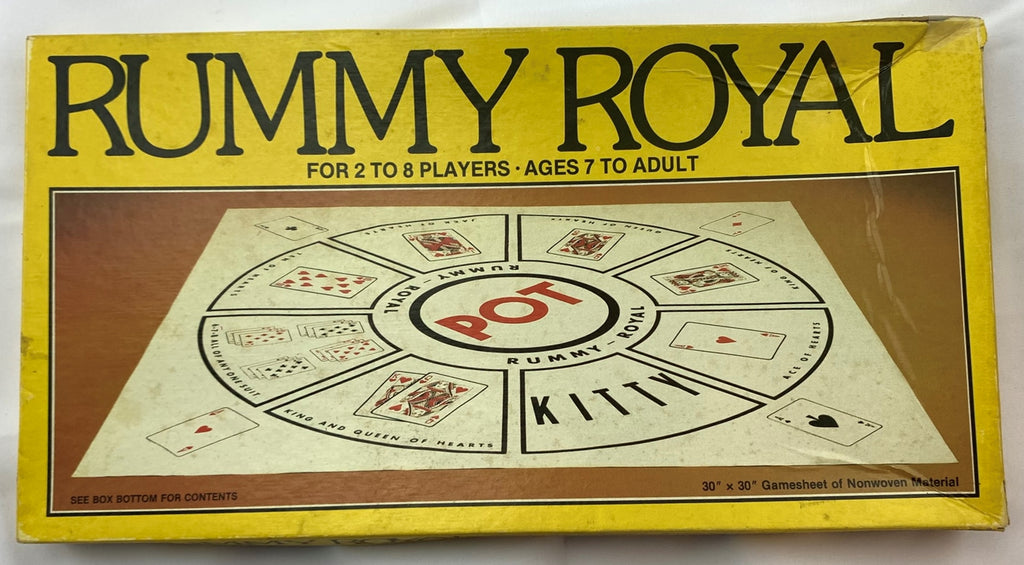 RUMMY ROYAL
FOR 2 TO 8 PLAYERS · AGES 7 TO ADULT
JACK OF HEARTS
QUEEN OF HEARTS
TEN OF HEARTS
KING OF HEARTS
RUMMY – ROYAL
POT
RUMMY – ROYAL
ACE OF HEARTS
KITTY
KING AND QUEEN OF HEARTS
SEE BOX BOTTOM FOR CONTENTS
30" × 30" Gamesheet of Nonwoven Material